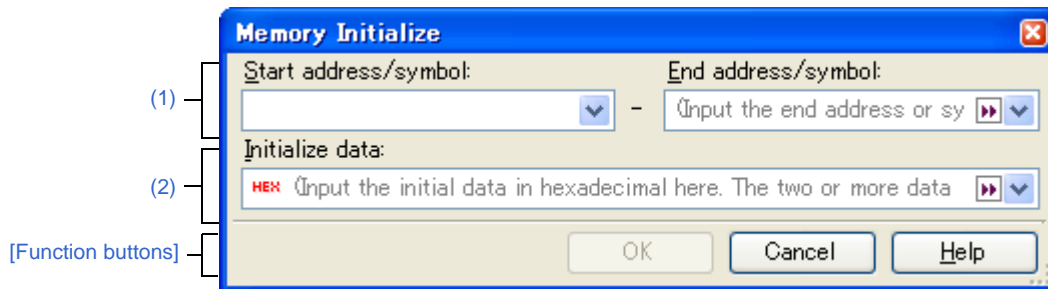 Memory Initialize
Start address/symbol: End address/symbol:
(1)
- (Input the end address or sy
Initialize data:
(2)
HEX (Input the initial data in hexadecimal here. The two or more data
[Function buttons]
OK Cancel Help